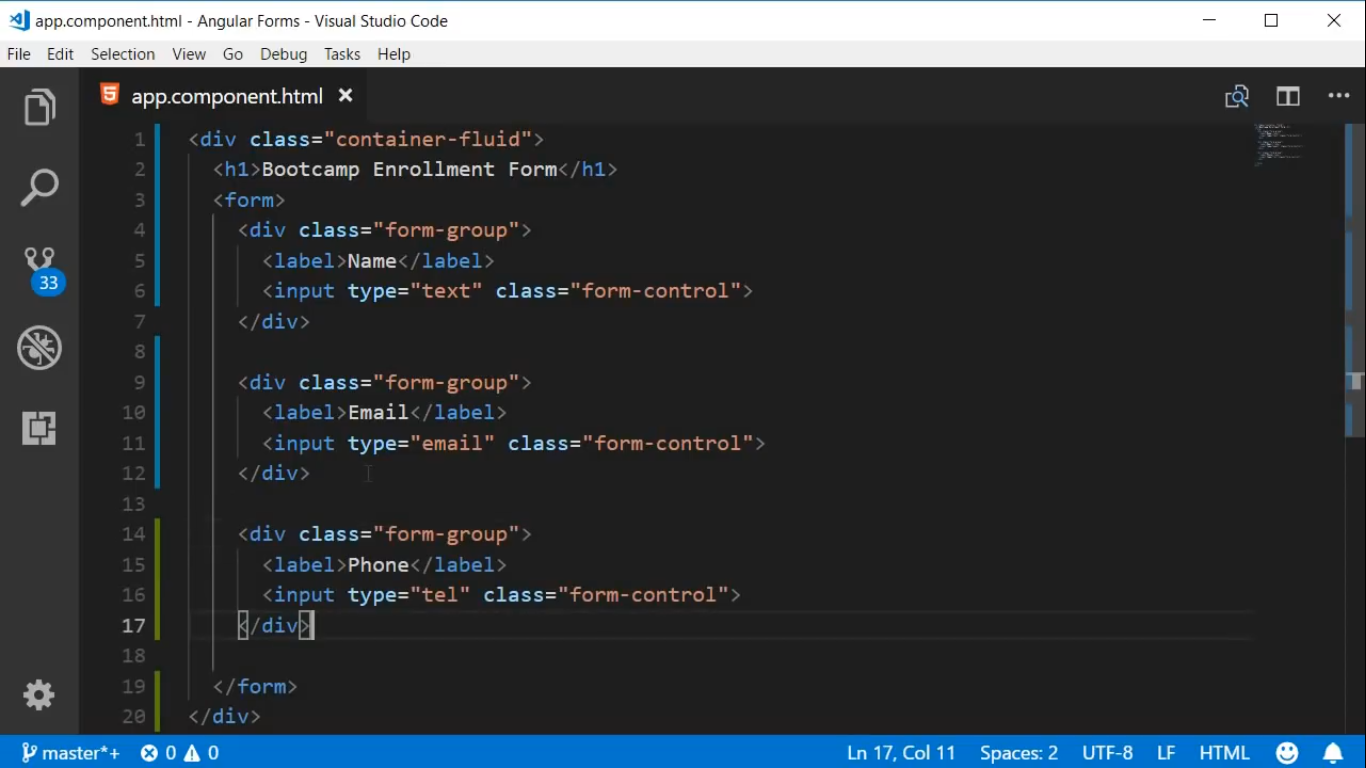 app.component.html - Angular Forms - Visual Studio Code
File Edit Selection View Go Debug Tasks Help
app.component.html
1 <div class="container-fluid">
2 <h1>Bootcamp Enrollment Form</h1>
3 <form>
4 <div class="form-group">
5 <label>Name</label>
6 <input type="text" class="form-control">
7 </div>
8
9 <div class="form-group">
10 <label>Email</label>
11 <input type="email" class="form-control">
12 </div>
13
14 <div class="form-group">
15 <label>Phone</label>
16 <input type="tel" class="form-control">
17 </div>
18
19 </form>
20 </div>
33
master*+ 0 0 Ln 17, Col 11 Spaces: 2 UTF-8 LF HTML